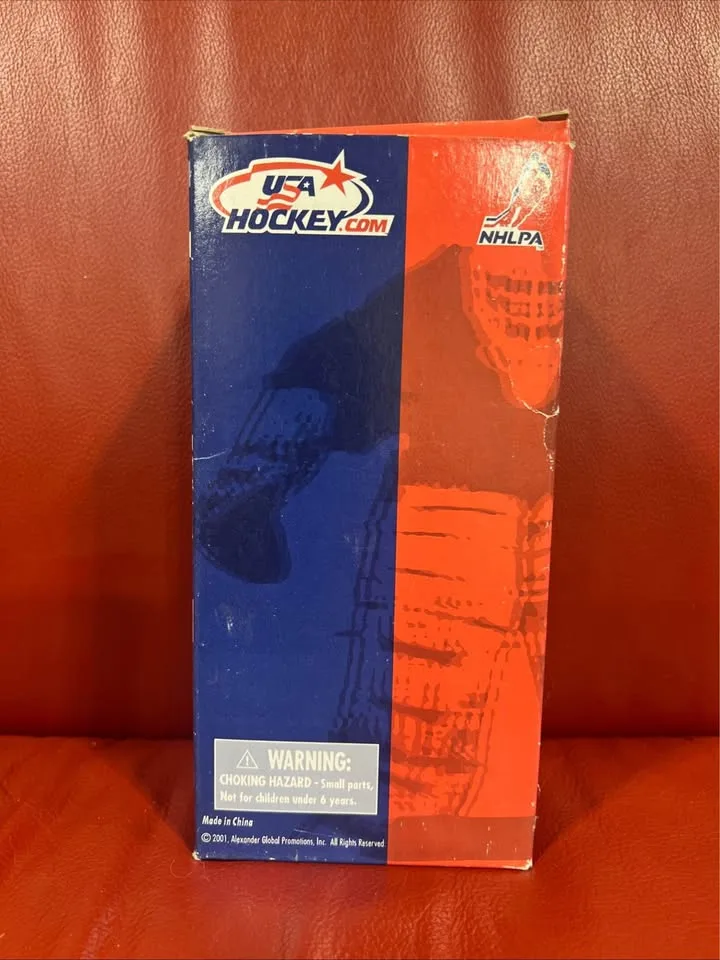 USA
HOCKEY.COM
NHLPA
WARNING:
CHOKING HAZARD - Small parts,
Not for children under 6 years.
Made in China
© 2001, Alexander Global Promotions, Inc. All Rights Reserved